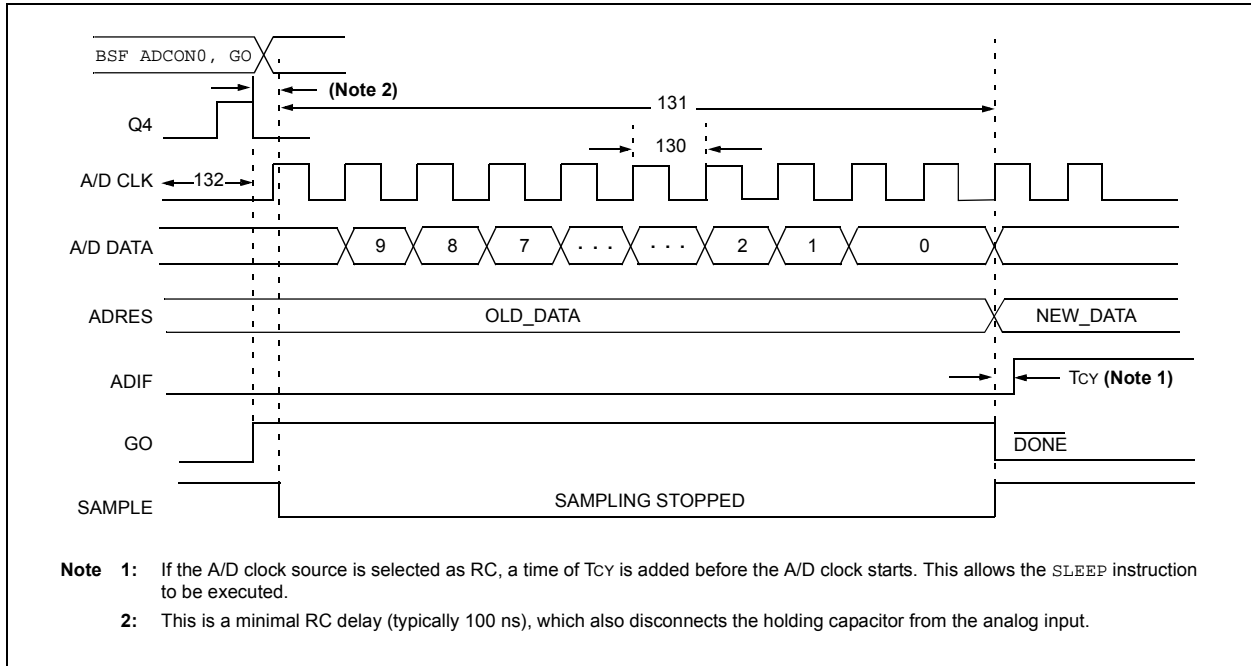 BSF ADCON0, GO
(Note 2)
131
Q4
130
A/D CLK
132
A/D DATA
9 8 7 . . . . . . 2 1 0
ADRES
OLD_DATA
NEW_DATA
ADIF
TCY (Note 1)
GO
DONE
SAMPLE
SAMPLING STOPPED
Note 1: If the A/D clock source is selected as RC, a time of TCY is added before the A/D clock starts. This allows the SLEEP instruction
to be executed.
2: This is a minimal RC delay (typically 100 ns), which also disconnects the holding capacitor from the analog input.